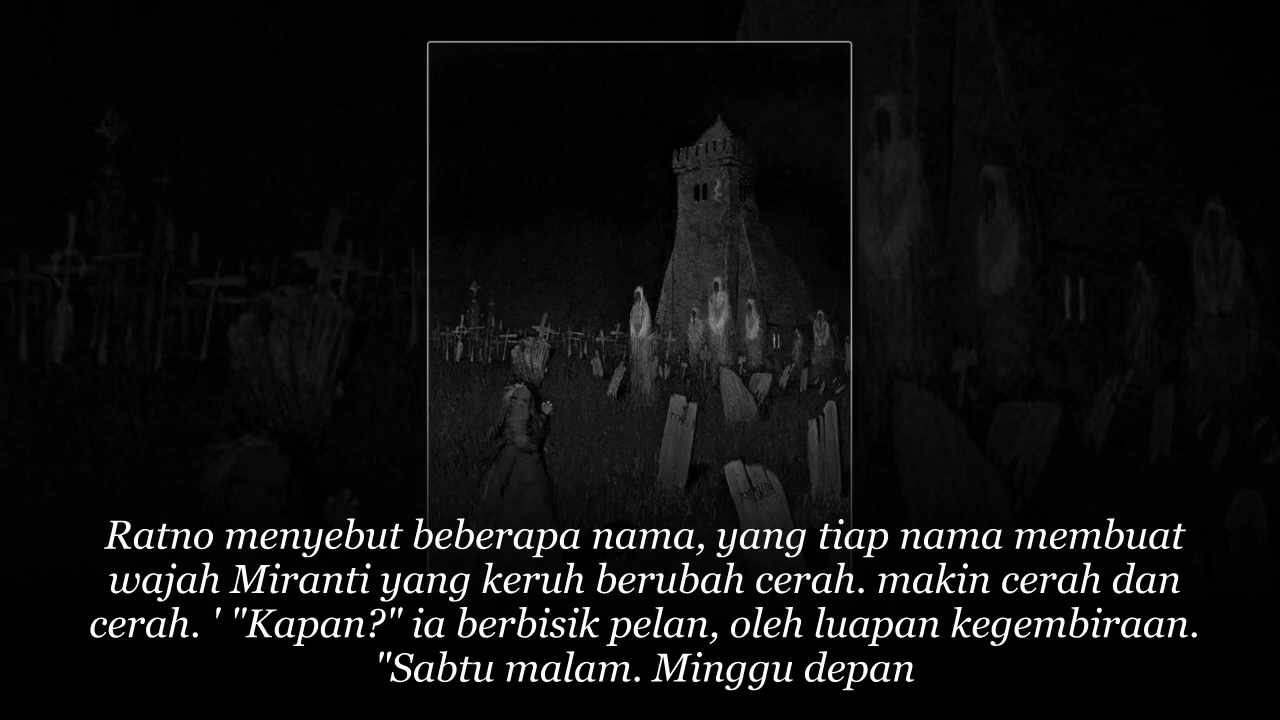 Ratno menyebut beberapa nama, yang tiap nama membuat
wajah Miranti yang keruh berubah cerah. makin cerah dan
cerah. ' "Kapan?" ia berbisik pelan, oleh luapan kegembiraan.
"Sabtu malam. Minggu depan